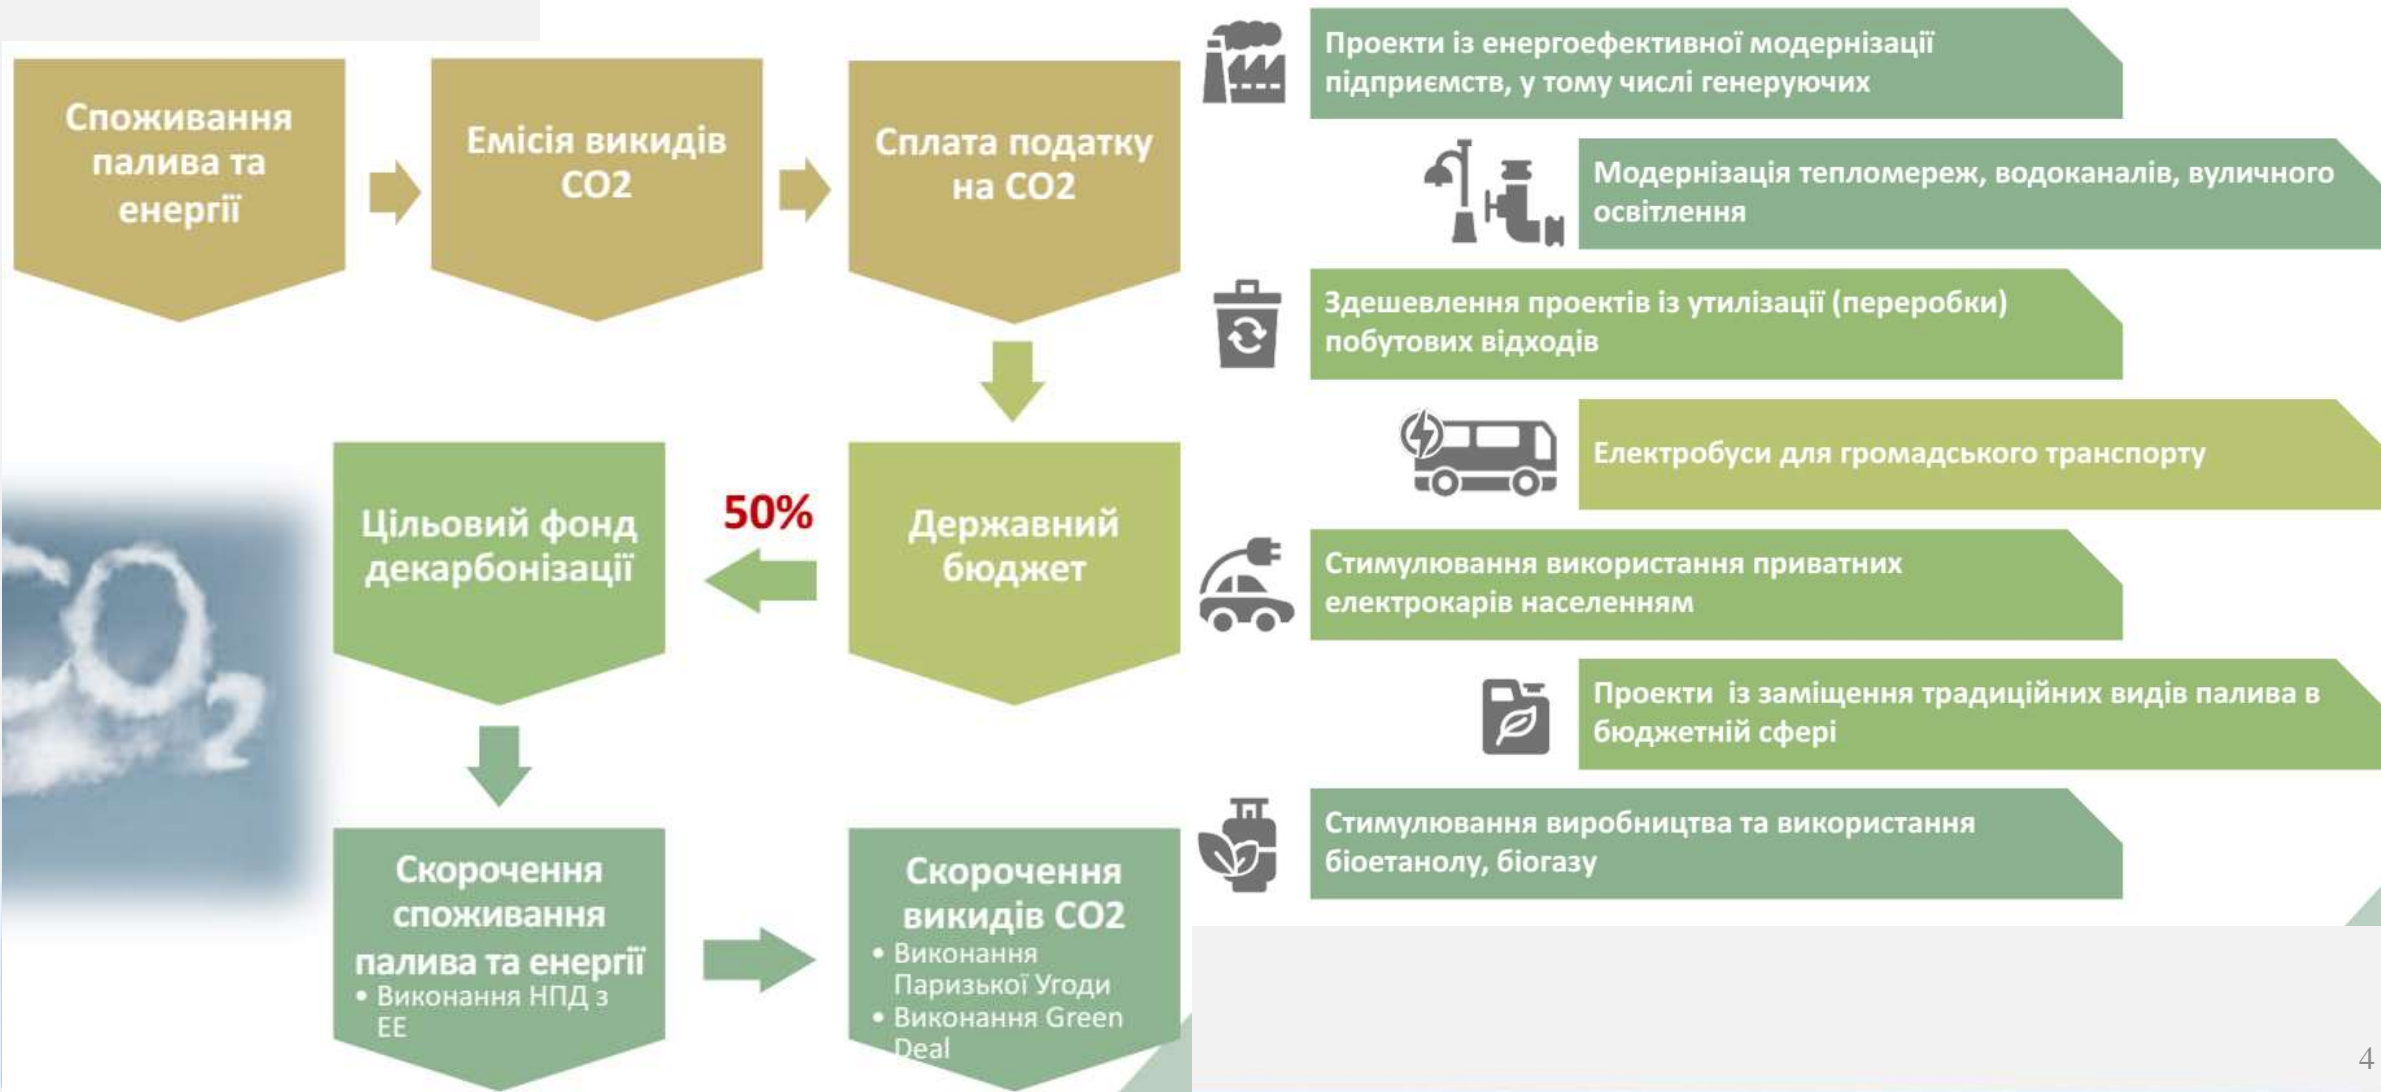 Споживання
палива та
енергії
Емісія викидів
СО2
Сплата податку
на СО2
Державний
бюджет
50%
Цільовий фонд
декарбонізації
Скорочення
споживання
палива та енергії
• Виконання НПД з
ЕЕ
Скорочення
викидів СО2
• Виконання
Паризької Угоди
• Виконання Green
Deal
CO2
Проекти із енергоефективної модернізації
підприємств, у тому числі генеруючих
Модернізація тепломереж, водоканалів, вуличного
освітлення
Здешевлення проектів із утилізації (переробки)
побутових відходів
Електробуси для громадського транспорту
Стимулювання використання приватних
електрокарів населенням
Проекти  із заміщення традиційних видів палива в
бюджетній сфері
Стимулювання виробництва та використання
біоетанолу, біогазу
4